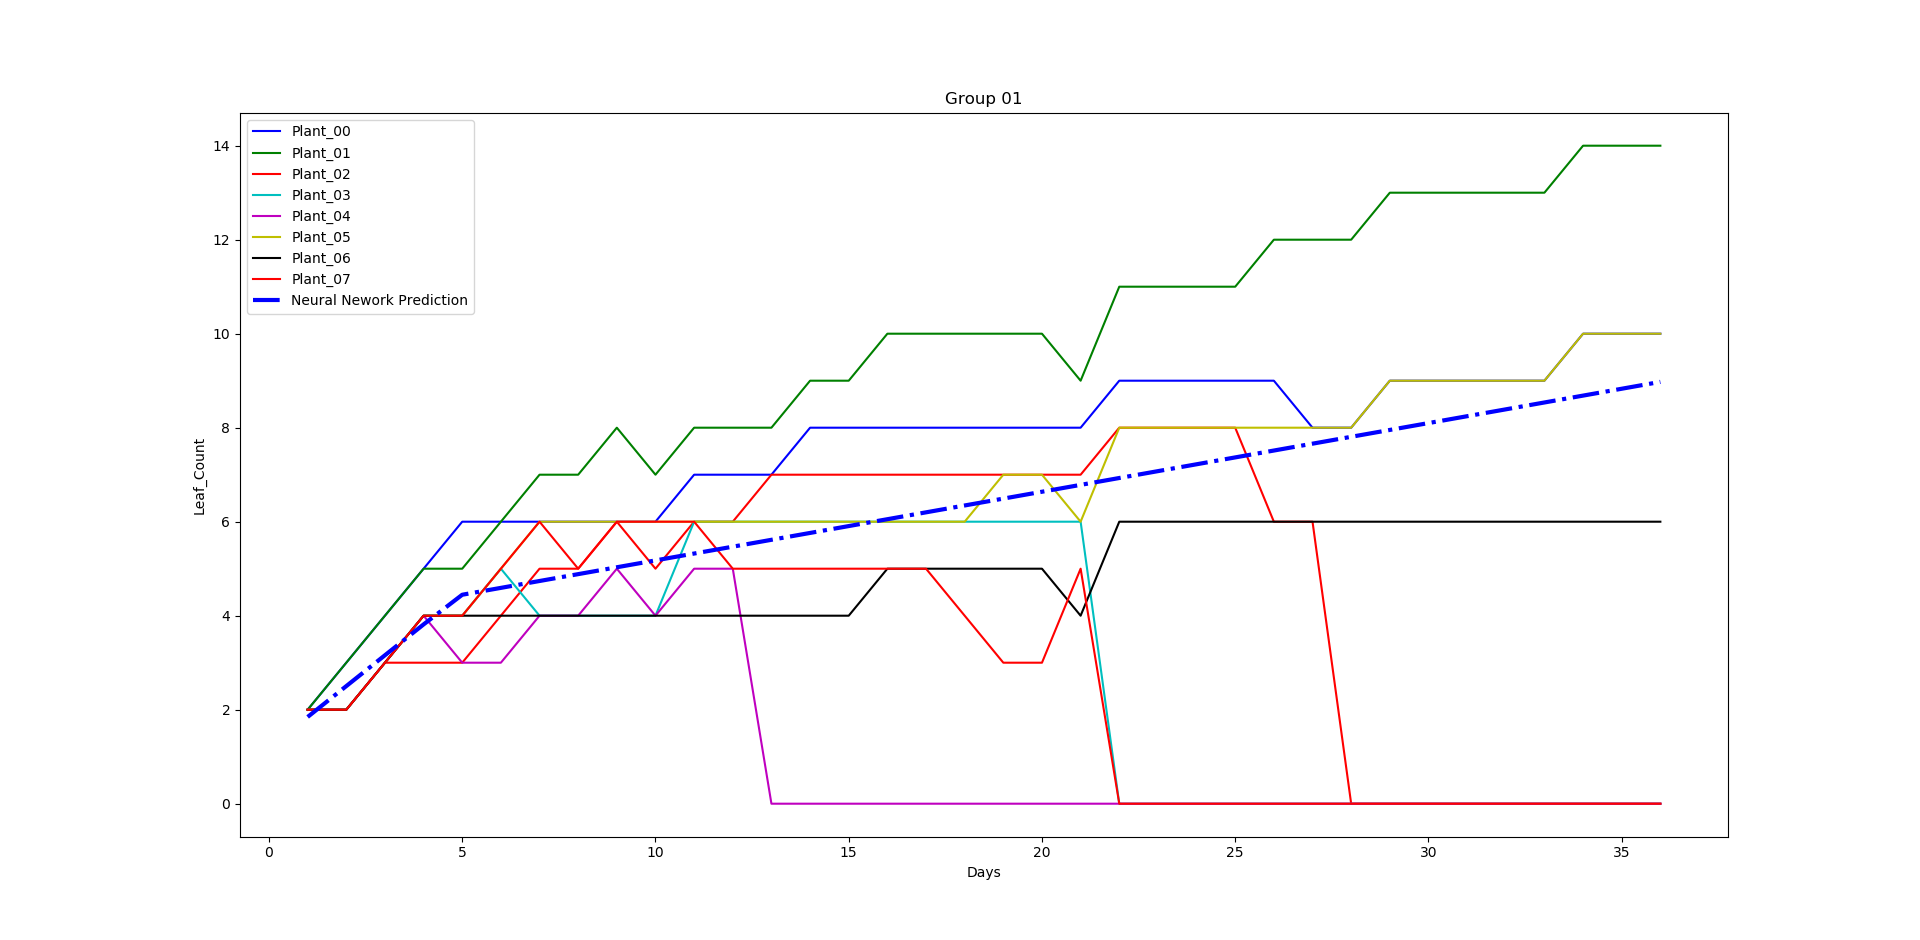 Group 01
Plant_00
Plant_01
Plant_02
Plant_03
Plant_04
Plant_05
Plant_06
Plant_07
Neural Nework Prediction
Leaf_Count
14
12
10
8
6
4
2
0
0 5 10 15 20 25 30 35
Days